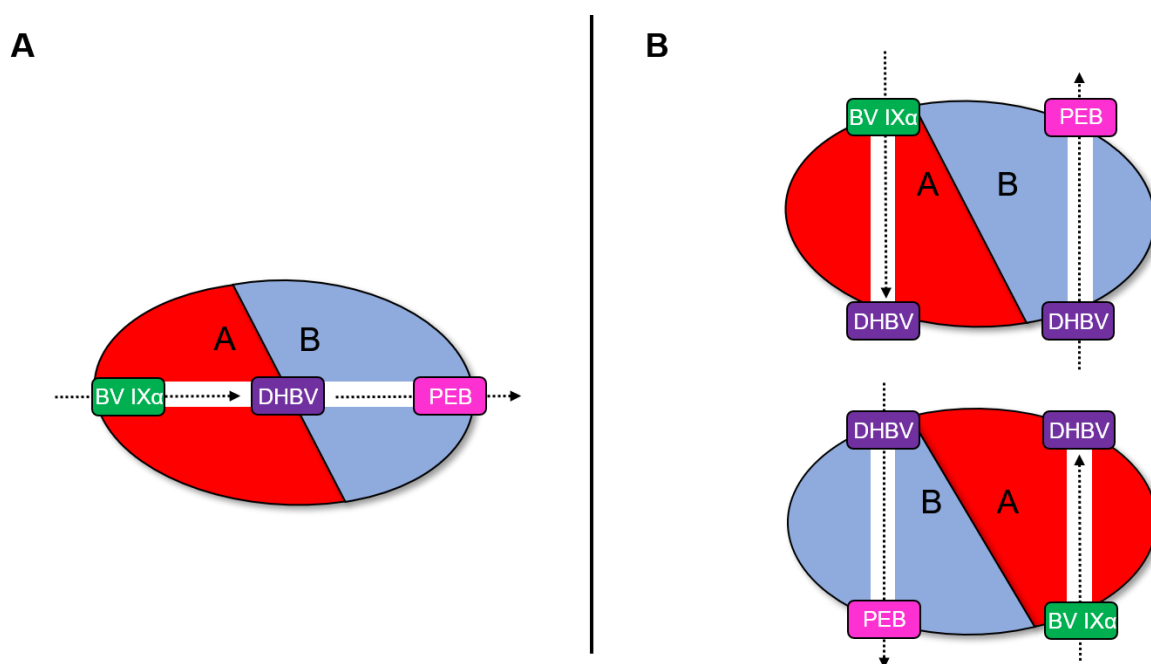 A
A B
BV IXα DHBV PEB
B
BV IXα PEB
A B
DHBV DHBV
DHBV DHBV
B A
PEB BV IXα